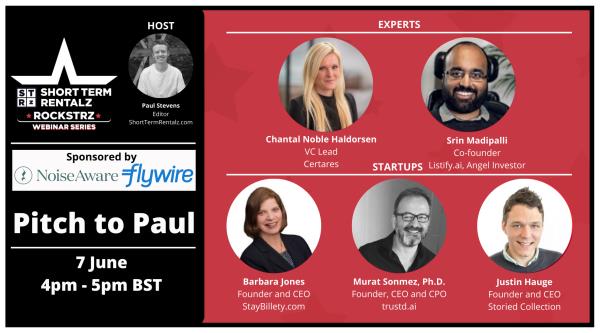 HOST
Paul Stevens
Editor
ShortTermRentalz.com
STR
SHORT TERM
RENTALZ
ROCKSTRZ
WEBINAR SERIES
Sponsored by
NoiseAware flywire
Pitch to Paul
7 June
4pm - 5pm BST
EXPERTS
Chantal Noble Haldorsen
VC Lead
Certares
Srin Madipalli
Co-founder
Listify.ai, Angel Investor
STARTUPS
Barbara Jones
Founder and CEO
StayBillety.com
Murat Sonmez, Ph.D.
Founder, CEO and CPO
trustd.ai
Justin Hauge
Founder and CEO
Storied Collection